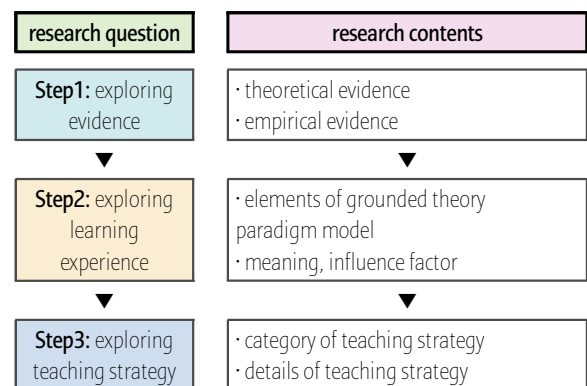 research question
research contents
Step1: exploring
evidence
· theoretical evidence
· empirical evidence
Step2: exploring
learning
experience
· elements of grounded theory
paradigm model
· meaning, influence factor
Step3: exploring
teaching strategy
· category of teaching strategy
· details of teaching strategy